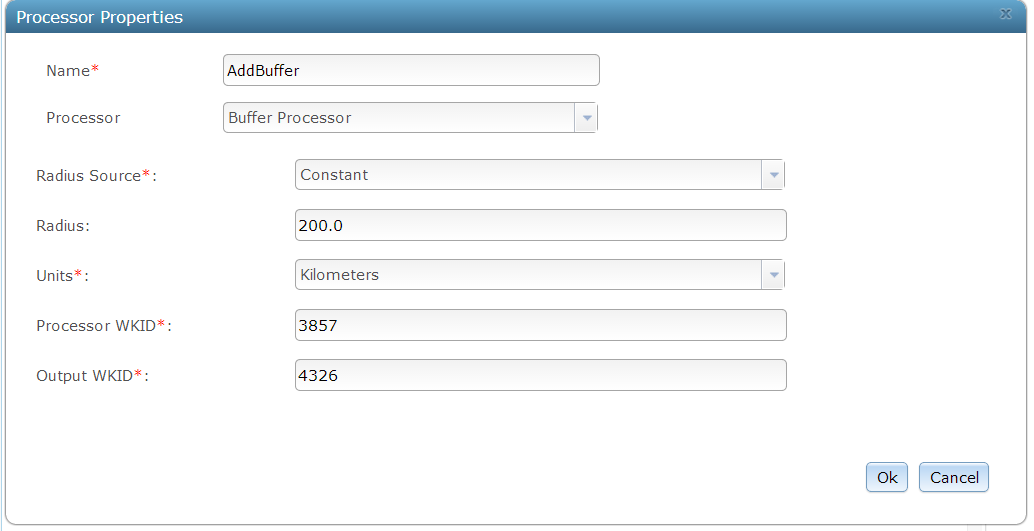 Processor Properties
Name* AddBuffer
Processor Buffer Processor
Radius Source*: Constant
Radius: 200.0
Units*: Kilometers
Processor WKID*: 3857
Output WKID*: 4326
Ok Cancel